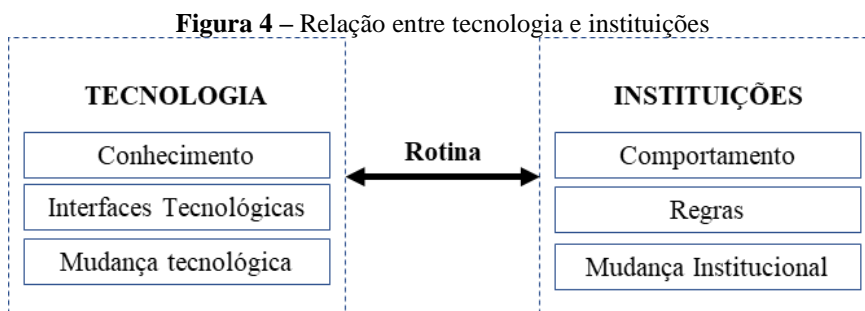 Figura 4 – Relação entre tecnologia e instituições
TECNOLOGIA
Conhecimento
Interfaces Tecnológicas
Mudança tecnológica
Rotina
INSTITUIÇÕES
Comportamento
Regras
Mudança Institucional